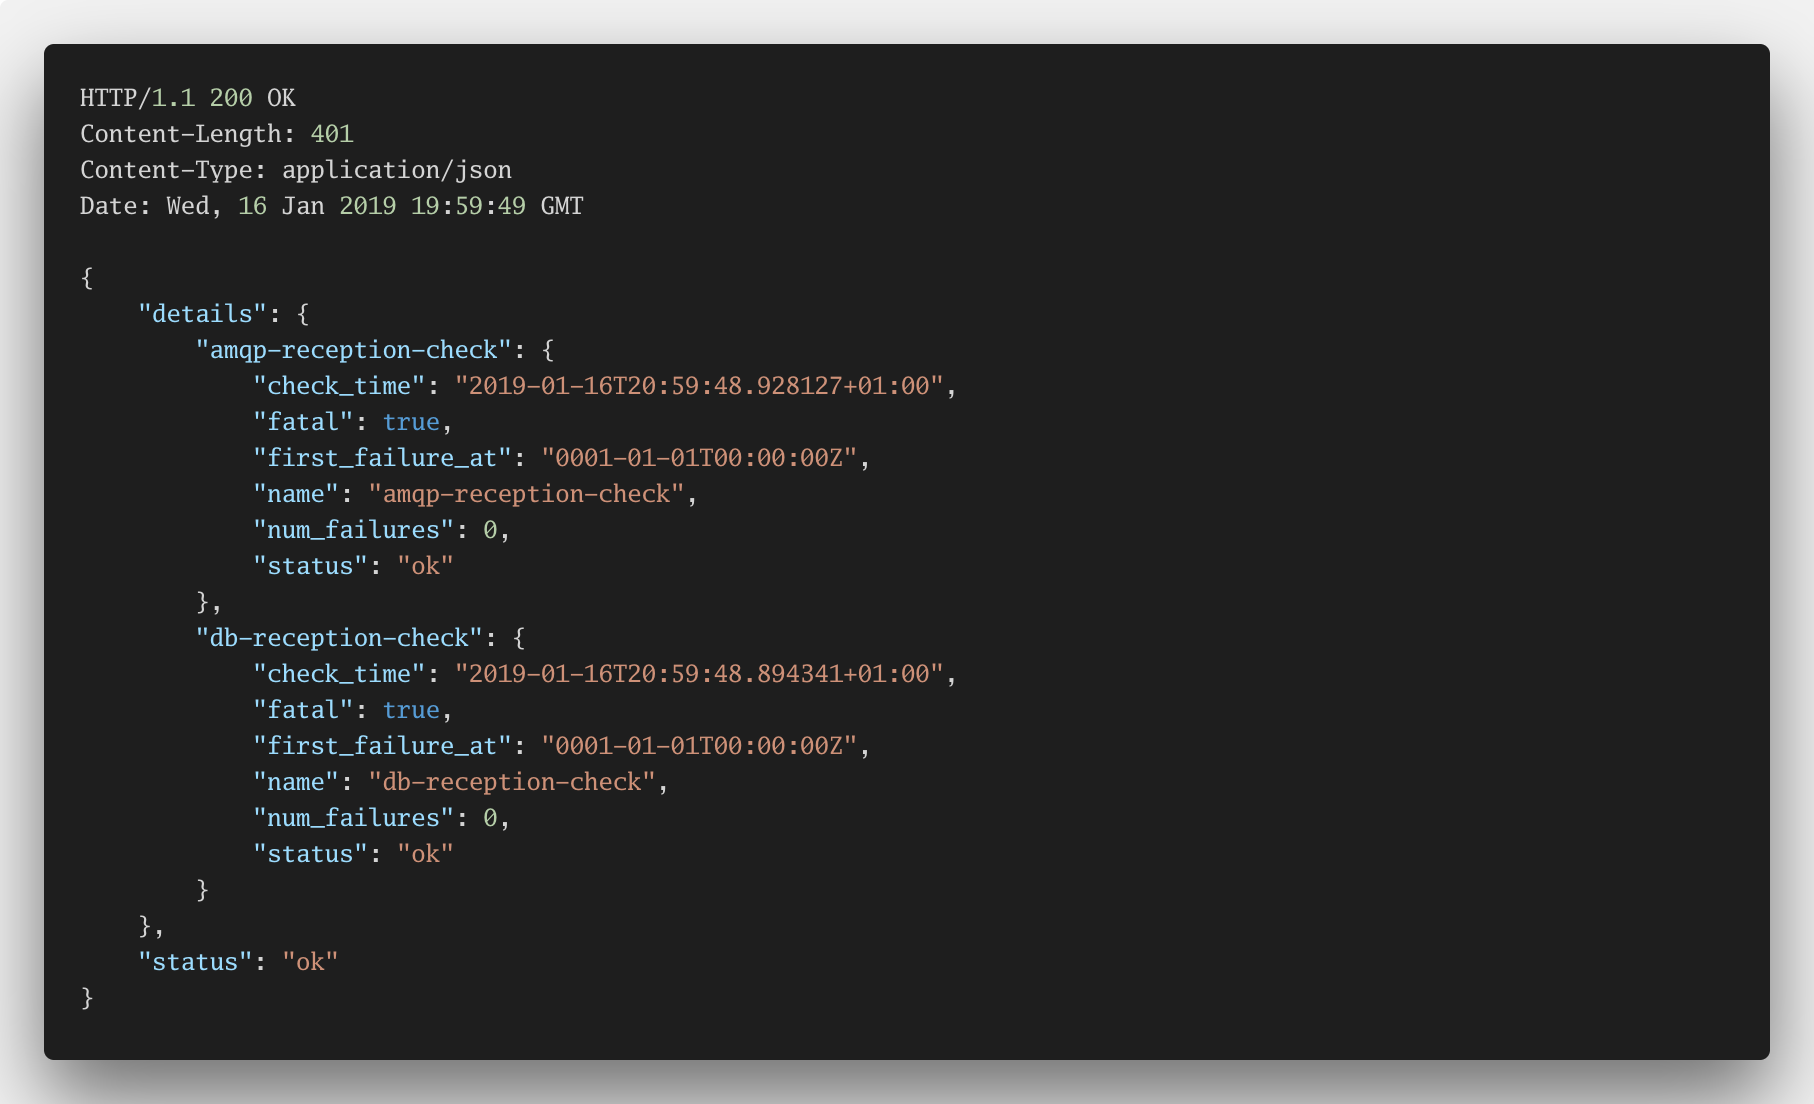 HTTP/1.1 200 OK
Content-Length: 401
Content-Type: application/json
Date: Wed, 16 Jan 2019 19:59:49 GMT

{
    "details": {
        "amqp-reception-check": {
            "check_time": "2019-01-16T20:59:48.928127+01:00",
            "fatal": true,
            "first_failure_at": "0001-01-01T00:00:00Z",
            "name": "amqp-reception-check",
            "num_failures": 0,
            "status": "ok"
        },
        "db-reception-check": {
            "check_time": "2019-01-16T20:59:48.894341+01:00",
            "fatal": true,
            "first_failure_at": "0001-01-01T00:00:00Z",
            "name": "db-reception-check",
            "num_failures": 0,
            "status": "ok"
        }
    },
    "status": "ok"
}